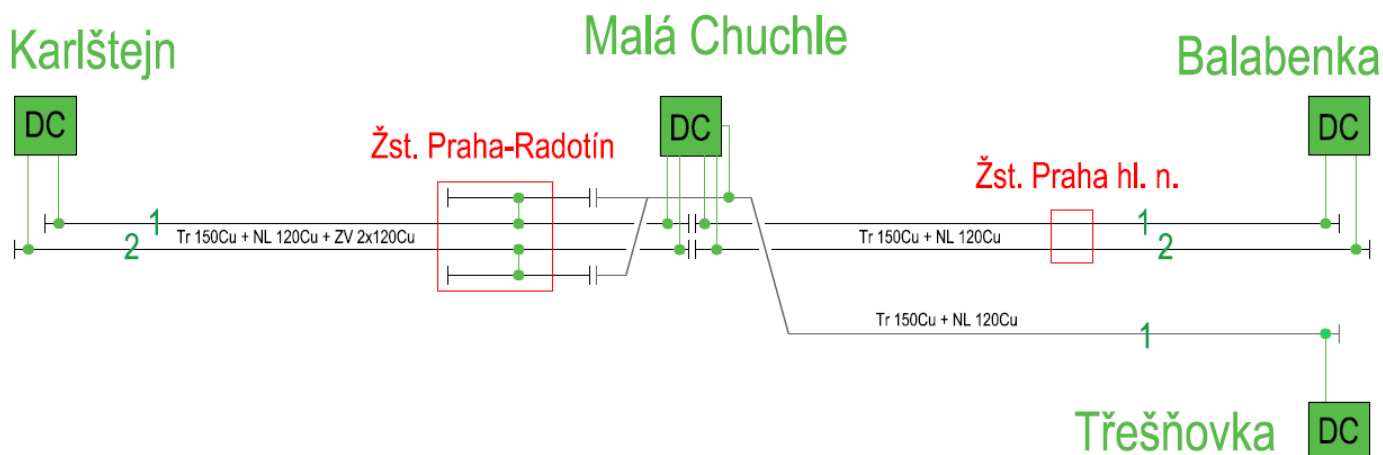 Karlštejn
Malá Chuchle
Balabenka
DC
DC
DC
Žst. Praha-Radotín
Žst. Praha hl. n.
1
1
Tr 150Cu + NL 120Cu + ZV 2x120Cu
Tr 150Cu + NL 120Cu
2
2
Tr 150Cu + NL 120Cu
1
Třešňovka
DC